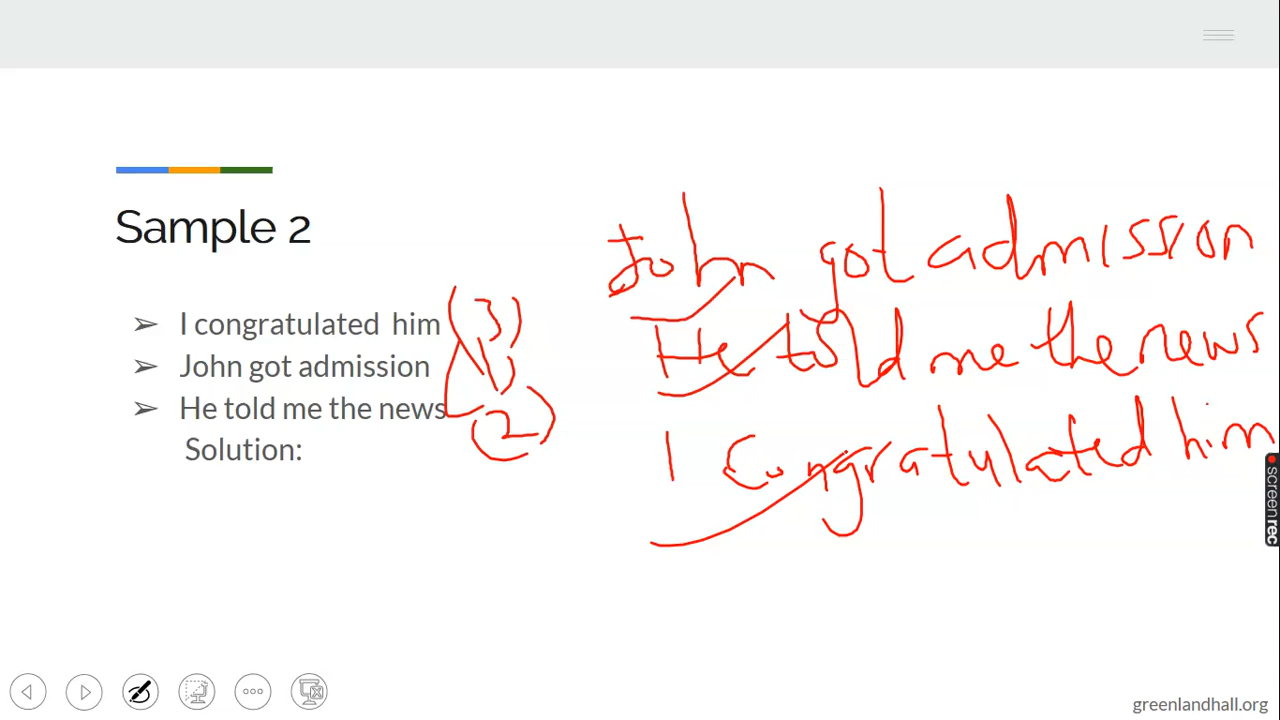 Sample 2
➢ I congratulated him (3)
➢ John got admission (1)
➢ He told me the news (2)
Solution:
John got admission
He told me the news
I Congratulated him
screenrec
greenlandhall.org